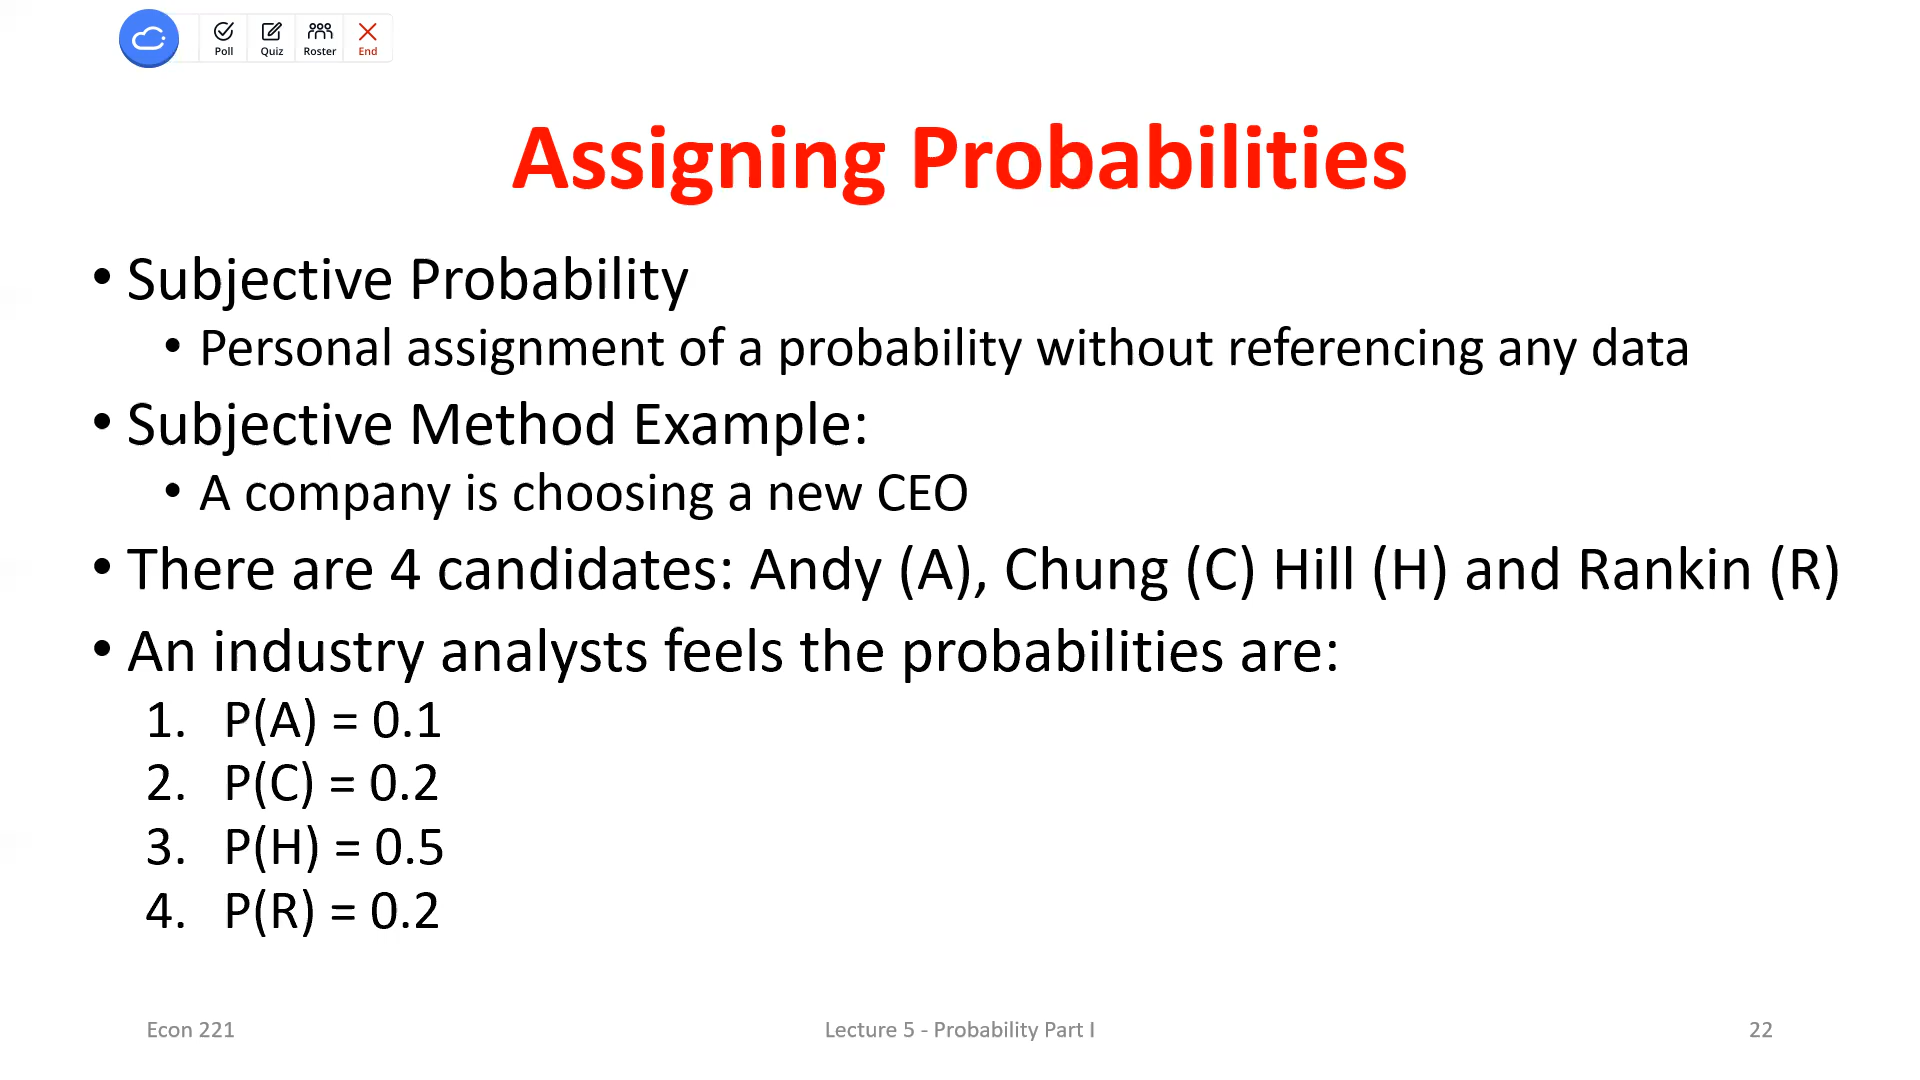 Poll Quiz Roster End
Assigning Probabilities
• Subjective Probability
• Personal assignment of a probability without referencing any data
• Subjective Method Example:
• A company is choosing a new CEO
• There are 4 candidates: Andy (A), Chung (C) Hill (H) and Rankin (R)
• An industry analysts feels the probabilities are:
1. P(A) = 0.1
2. P(C) = 0.2
3. P(H) = 0.5
4. P(R) = 0.2
Econ 221 Lecture 5 - Probability Part I 22